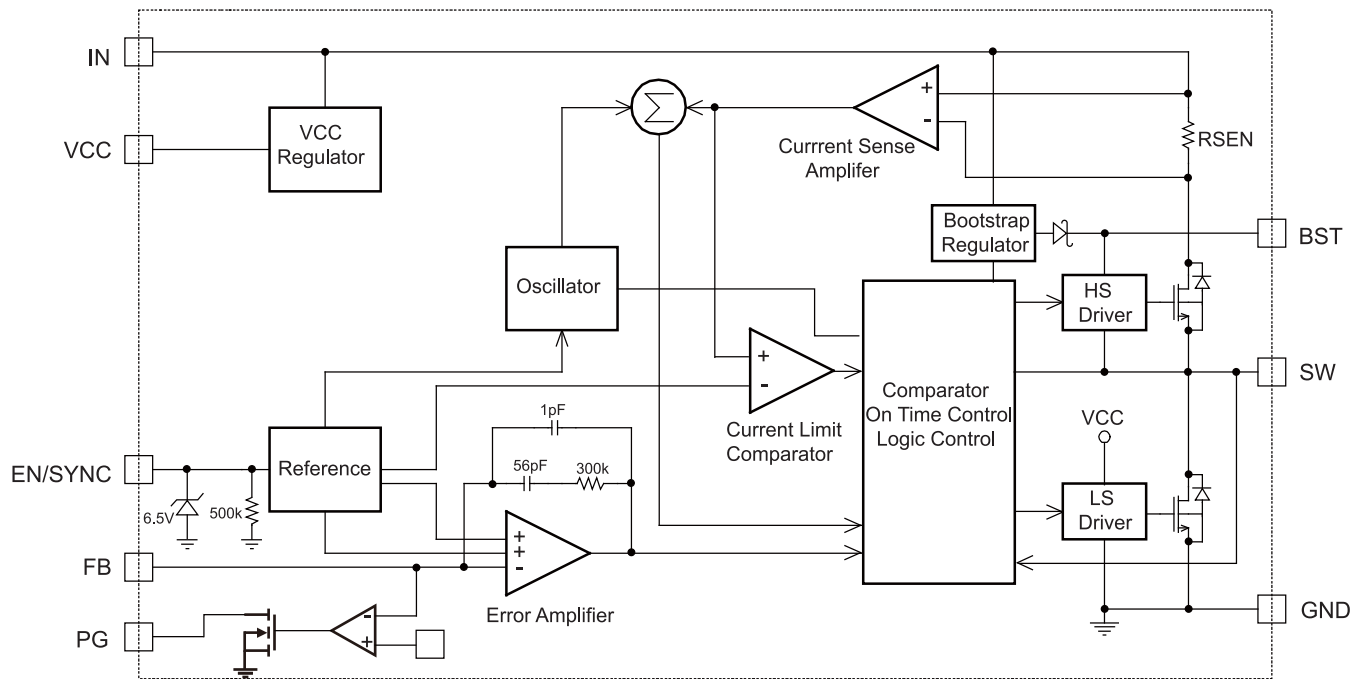 IN
VCC
Regulator
VCC
Σ
+
-
Currrent Sense
Amplifer
RSEN
Bootstrap
Regulator
BST
Oscillator
HS
Driver
+
-
Current Limit
Comparator
Comparator
On Time Control
Logic Control
SW
VCC
1pF
56pF
300k
EN/SYNC
Reference
6.5V
500k
LS
Driver
+
+
-
Error Amplifier
FB
-
+
PG
GND